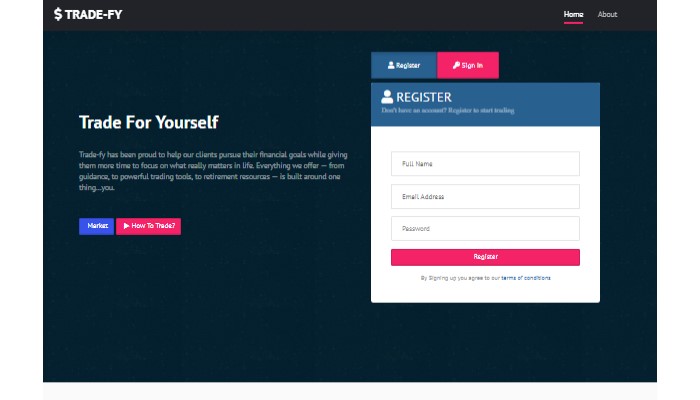 $ TRADE-FY
Home About
Register Sign In
REGISTER
Don't have an account? Register to start trading
Trade For Yourself
Trade-fy has been proud to help our clients pursue their financial goals while giving
them more time to focus on what really matters in life. Everything we offer — from
guidance, to powerful trading tools, to retirement resources — is built around one
thing...you.
Market How To Trade?
Full Name
Email Address
Password
Register
By Signing up you agree to our terms of conditions